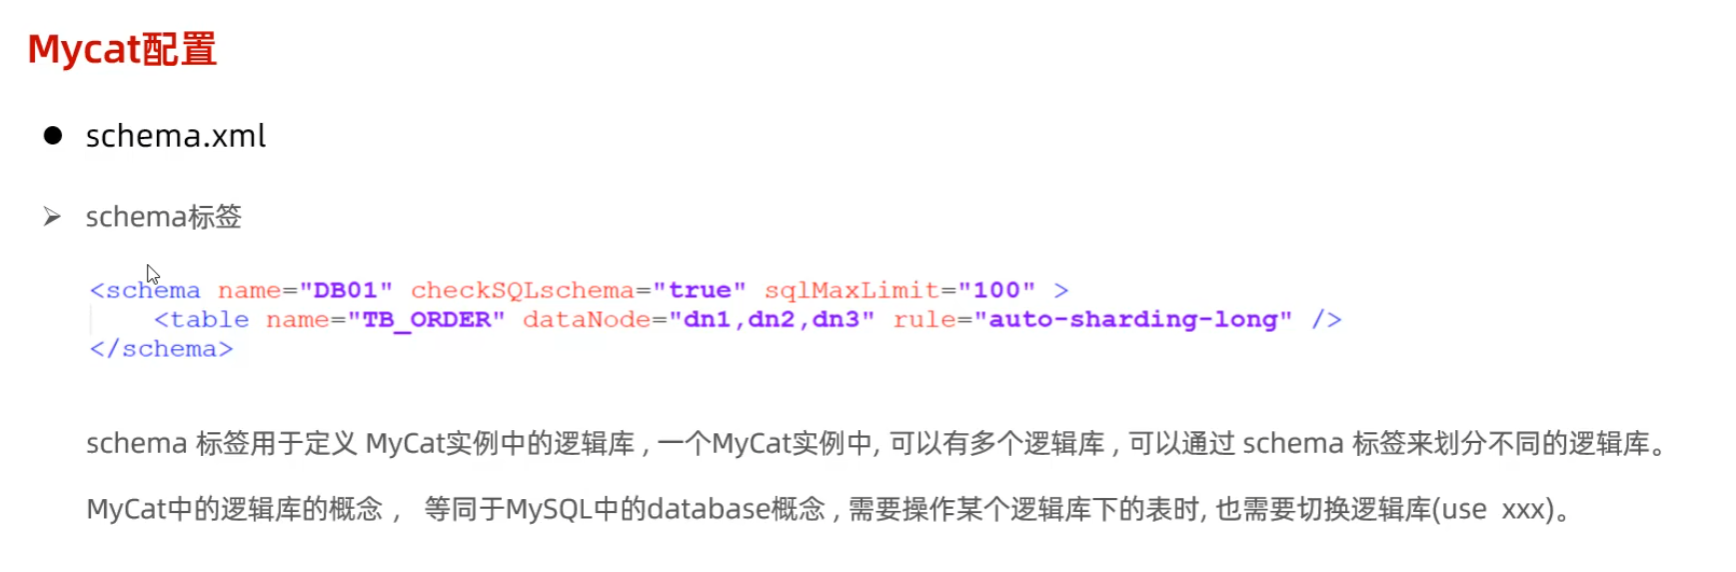 Mycat配置
schema.xml
schema标签
<schema name="DB01" checkSQLschema="true" sqlMaxLimit="100" >
<table name="TB_ORDER" dataNode="dn1,dn2,dn3" rule="auto-sharding-long" />
</schema>
schema 标签用于定义 MyCat实例中的逻辑库 , 一个MyCat实例中, 可以有多个逻辑库 , 可以通过 schema 标签来划分不同的逻辑库。
MyCat中的逻辑库的概念 ， 等同于MySQL中的database概念 , 需要操作某个逻辑库下的表时, 也需要切换逻辑库(use xxx)。